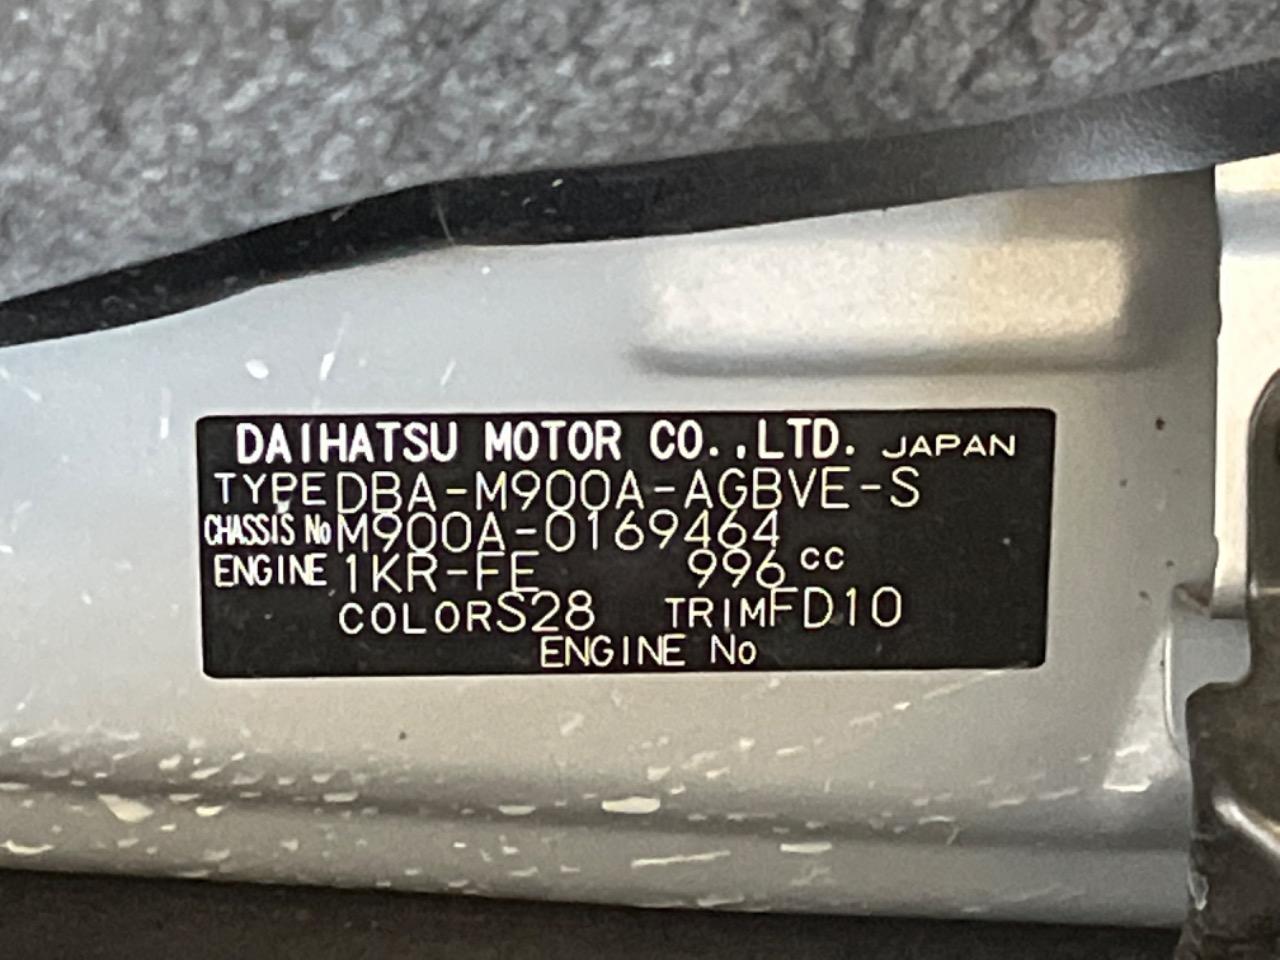 DAIHATSU MOTOR CO.,LTD. JAPAN
TYPE DBA-M900A-AGBVE-S
CHASSIS No M900A-0169464
ENGINE 1KR-FE 996 cc
COLOR S28 TRIM FD10
ENGINE No